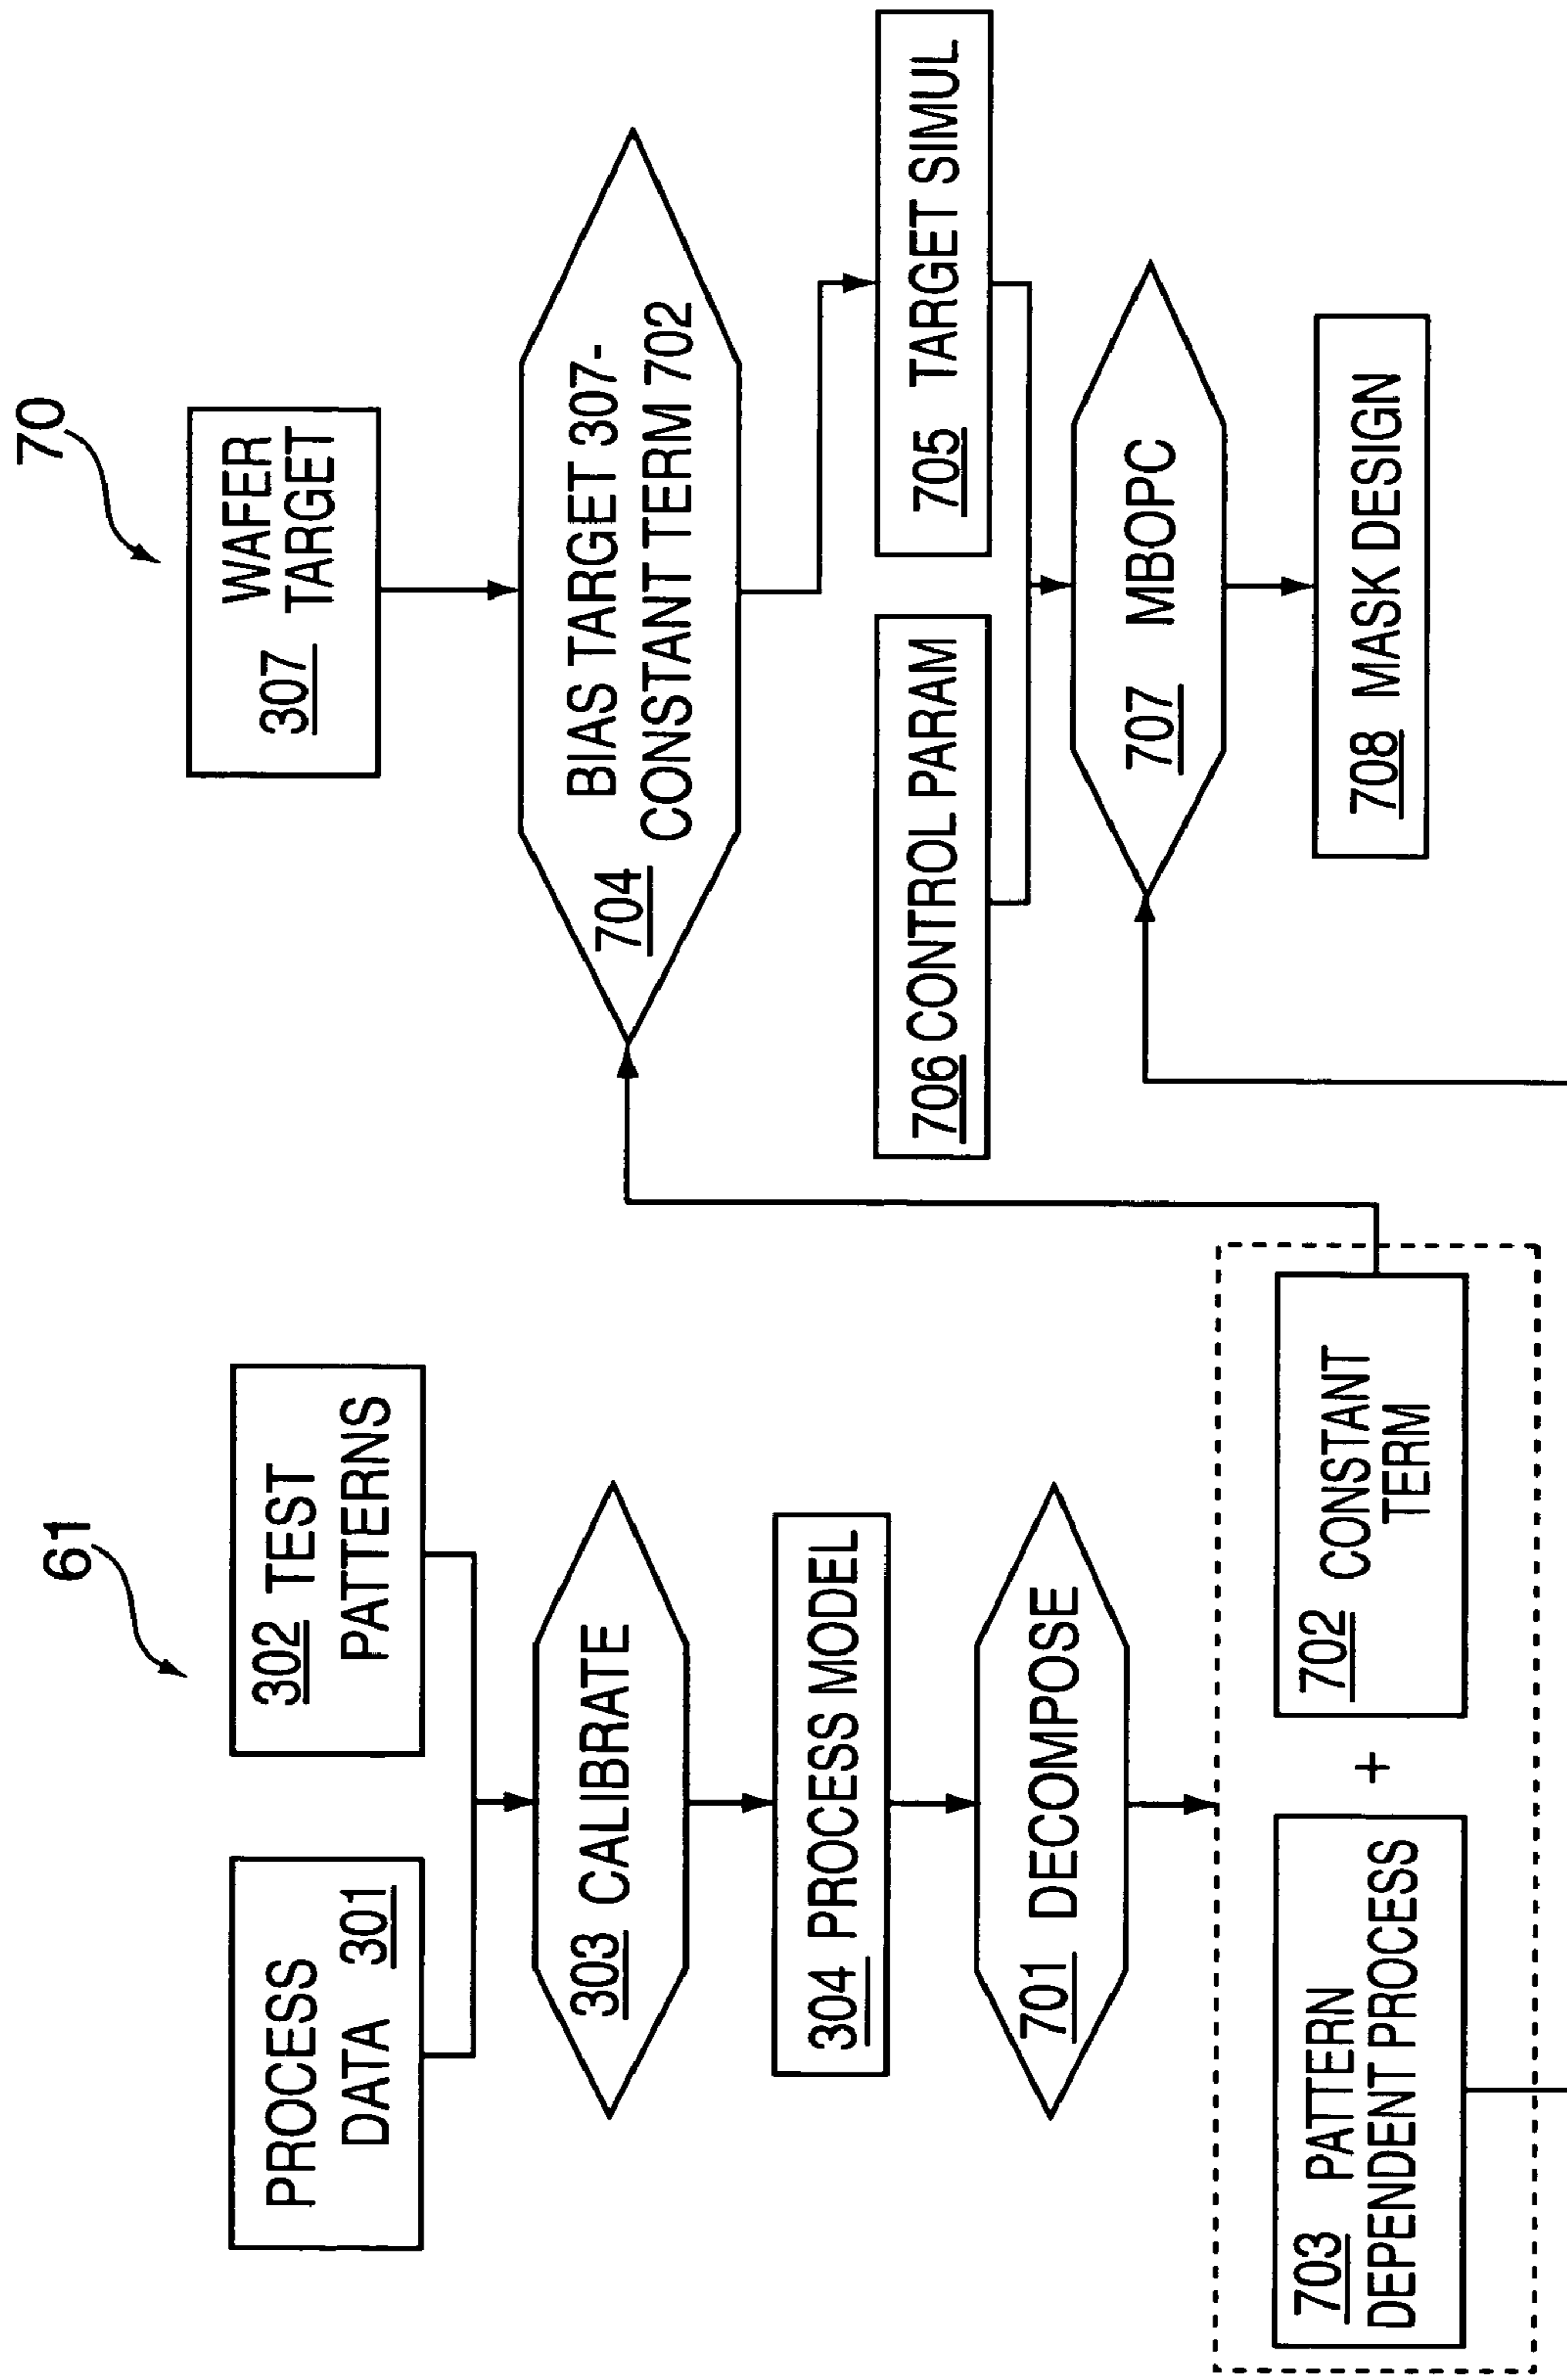 61
PROCESS
DATA 301
302 TEST
PATTERNS
303 CALIBRATE
304 PROCESS MODEL
701 DECOMPOSE
703 PATTERN
DEPENDENT PROCESS
+
702 CONSTANT
TERM
70
WAFER
307 TARGET
BIAS TARGET 307-
704 CONSTANT TERM 702
706 CONTROL PARAM
705 TARGET SIMUL
707 MBOPC
708 MASK DESIGN